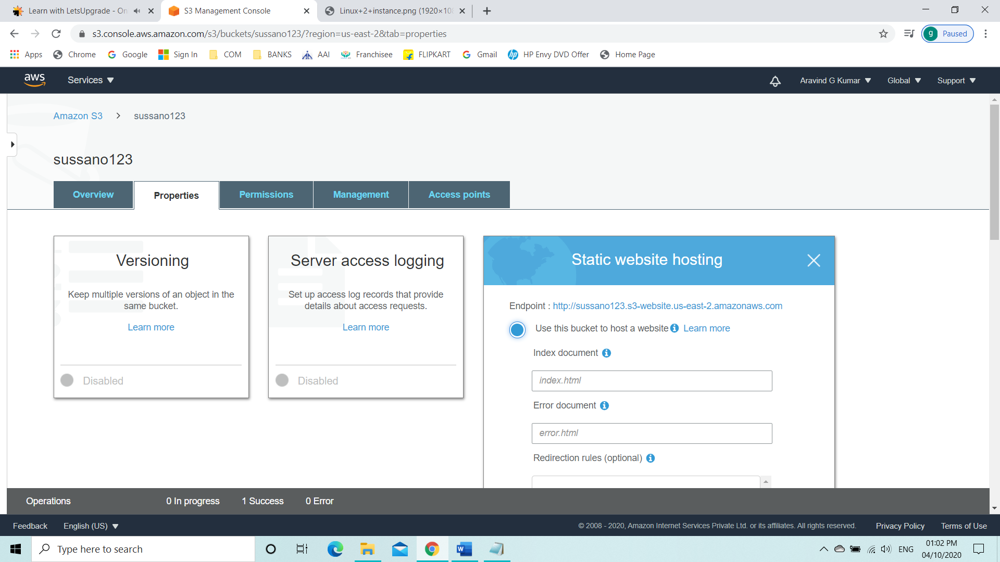 Learn with LetsUpgrade - On
S3 Management Console
Linux+2+instance.png (1920×108
s3.console.aws.amazon.com/s3/buckets/sussano123/?region=us-east-2&tab=properties
g Paused
Apps Chrome Google Sign In COM BANKS AAI Franchisee FLIPKART Gmail HP Envy DVD Offer Home Page
aws Services Aravind G Kumar Global Support
Amazon S3 > sussano123
sussano123
Overview Properties Permissions Management Access points
Versioning
Keep multiple versions of an object in the
same bucket.
Learn more
Disabled
Server access logging
Set up access log records that provide
details about access requests.
Learn more
Disabled
Static website hosting
Endpoint : http://sussano123.s3-website.us-east-2.amazonaws.com
Use this bucket to host a website Learn more
Index document
index.html
Error document
error.html
Redirection rules (optional)
Operations 0 In progress 1 Success 0 Error
Feedback English (US) © 2008 - 2020, Amazon Internet Services Private Ltd. or its affiliates. All rights reserved. Privacy Policy Terms of Use
Type here to search
ENG
01:02 PM
04/10/2020